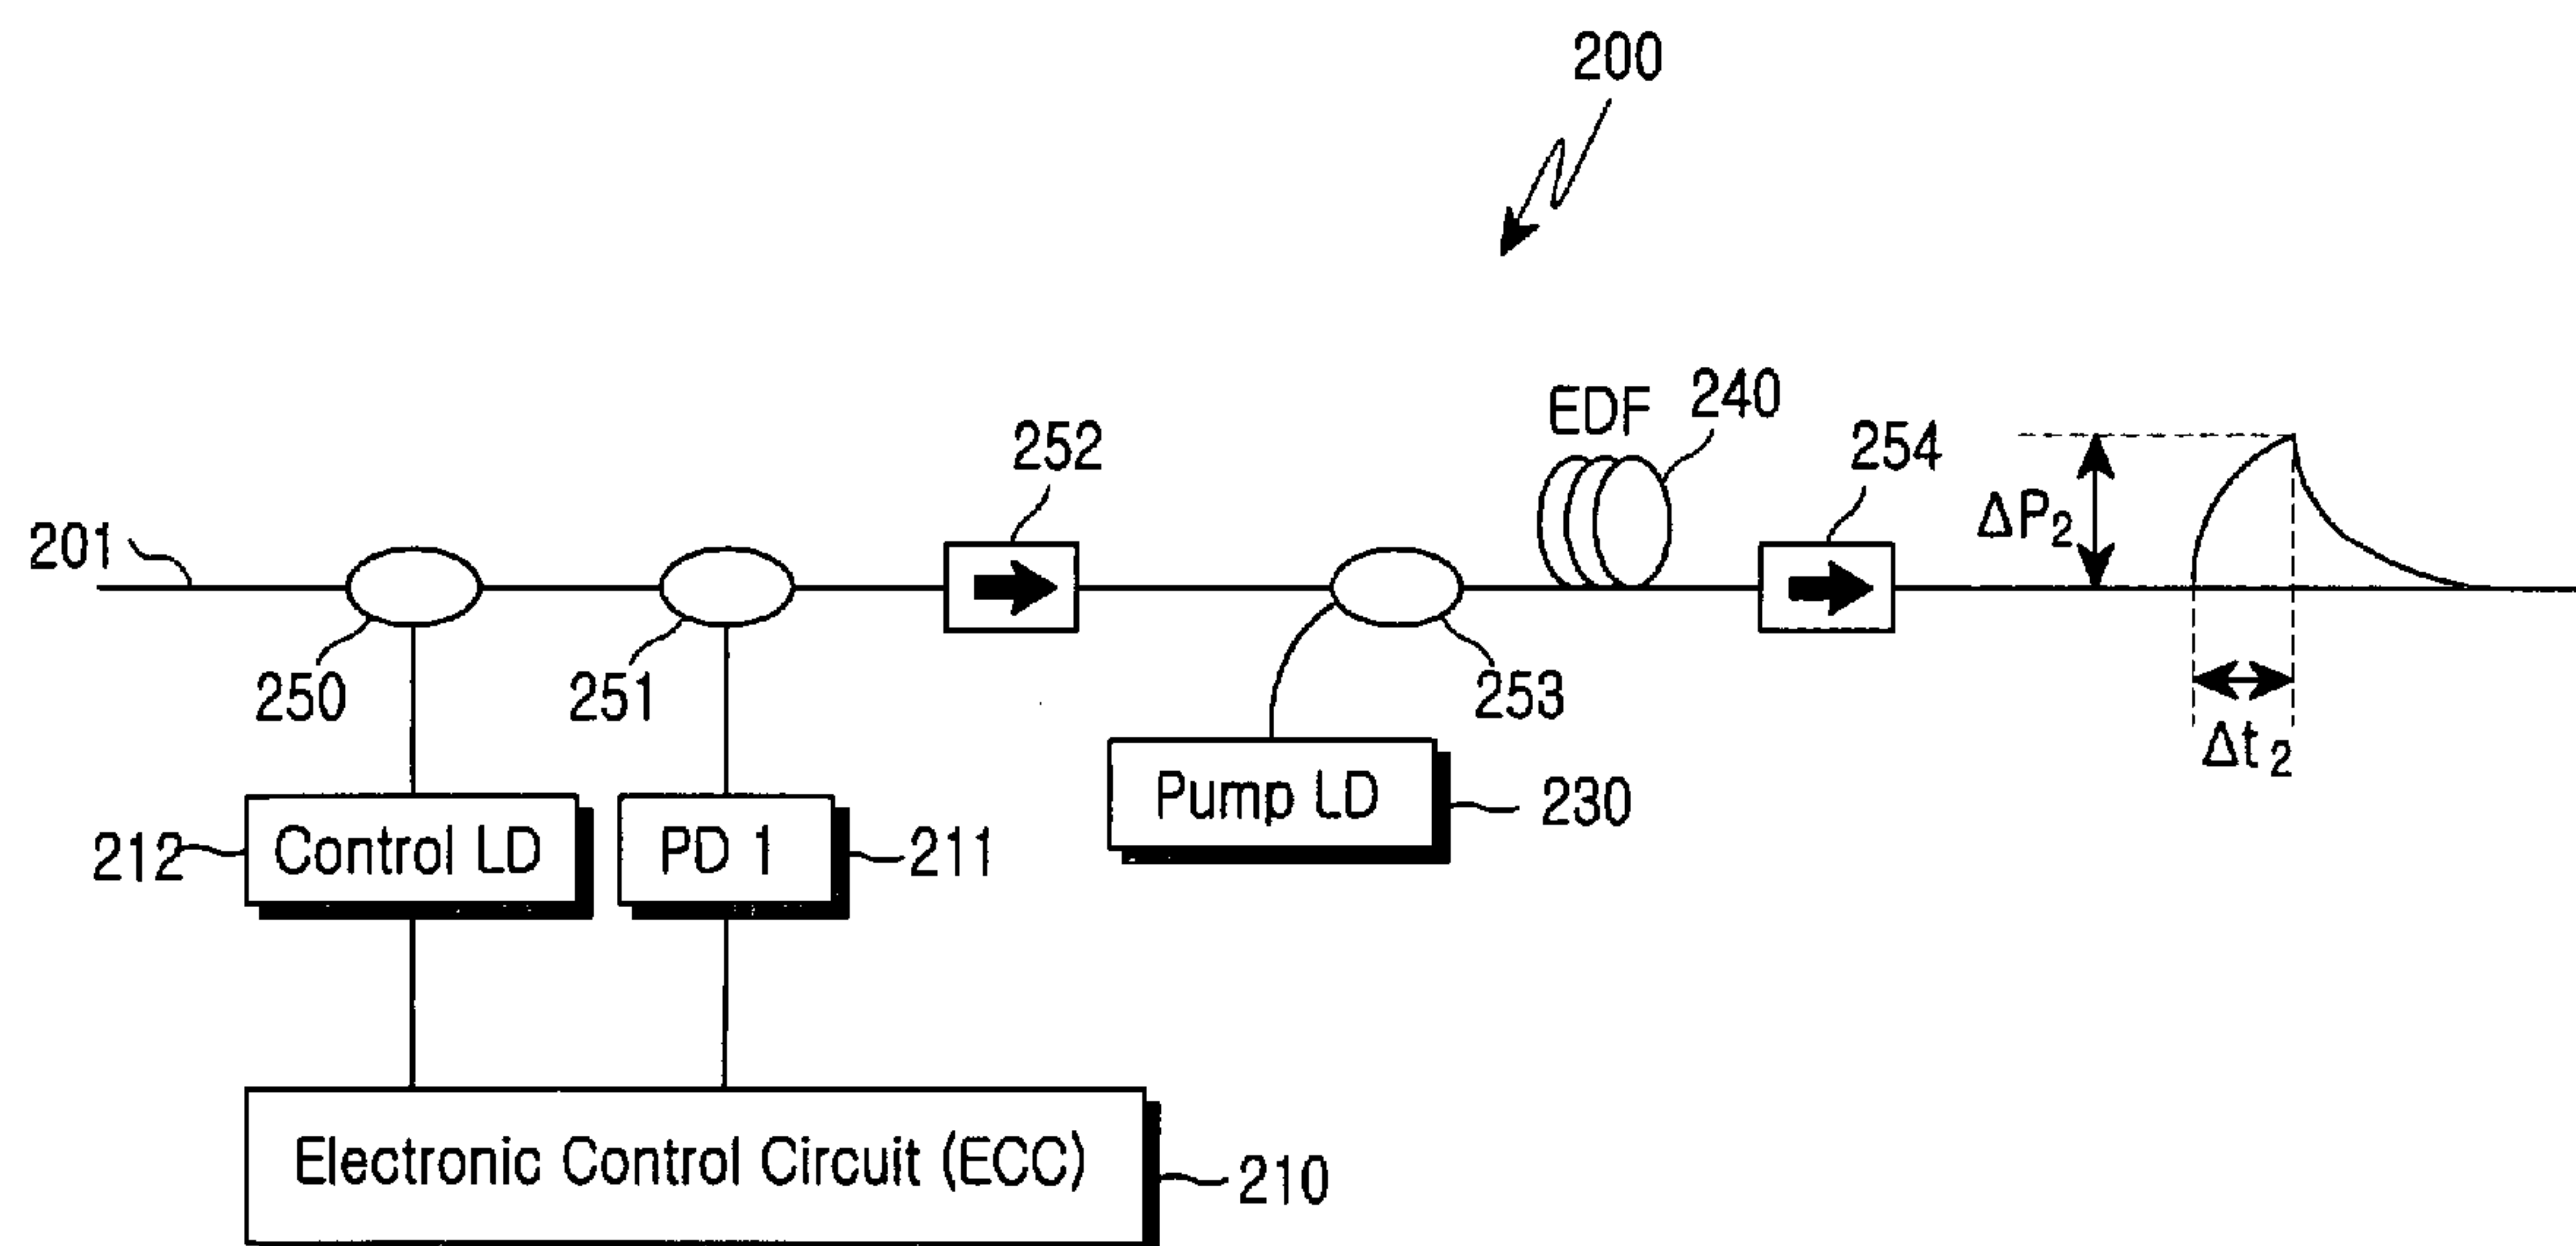 200
EDF
240
252
254
201
ΔP₂
250
251
253
Δt₂
Pump LD
230
212
Control LD
PD 1
211
Electronic Control Circuit (ECC)
210